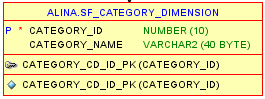 ALINA.SF_CATEGORY_DIMENSION
P * CATEGORY_ID NUMBER (10)
CATEGORY_NAME VARCHAR2 (40 BYTE)
CATEGORY_CD_ID_PK (CATEGORY_ID)
CATEGORY_CD_ID_PK (CATEGORY_ID)